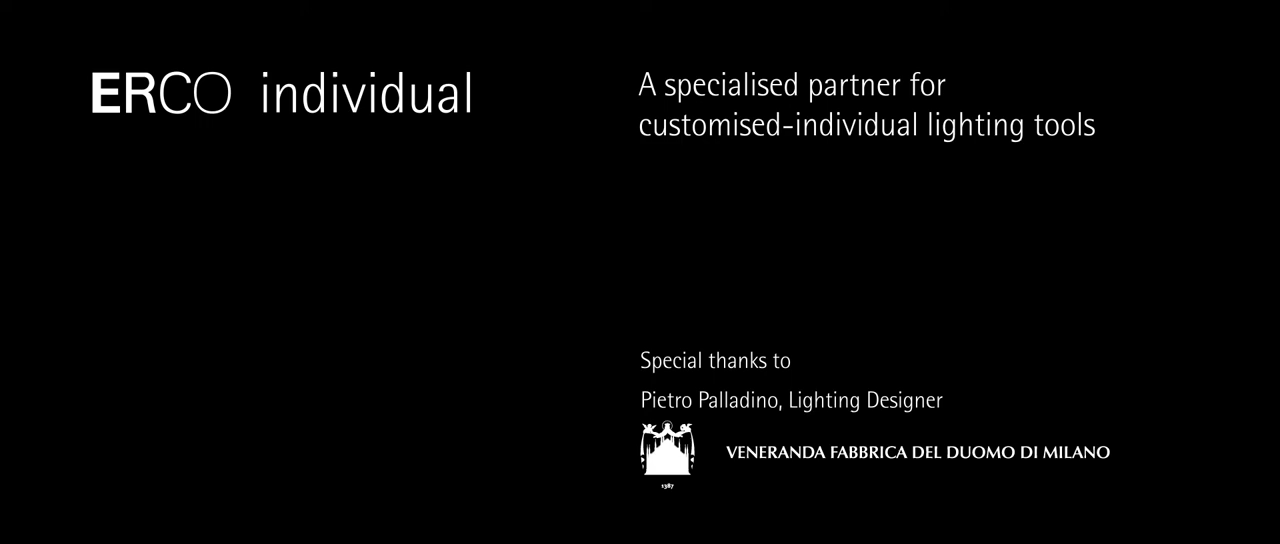 ERCO individual
A specialised partner for
customised-individual lighting tools
Special thanks to
Pietro Palladino, Lighting Designer
VENERANDA FABBRICA DEL DUOMO DI MILANO
1387